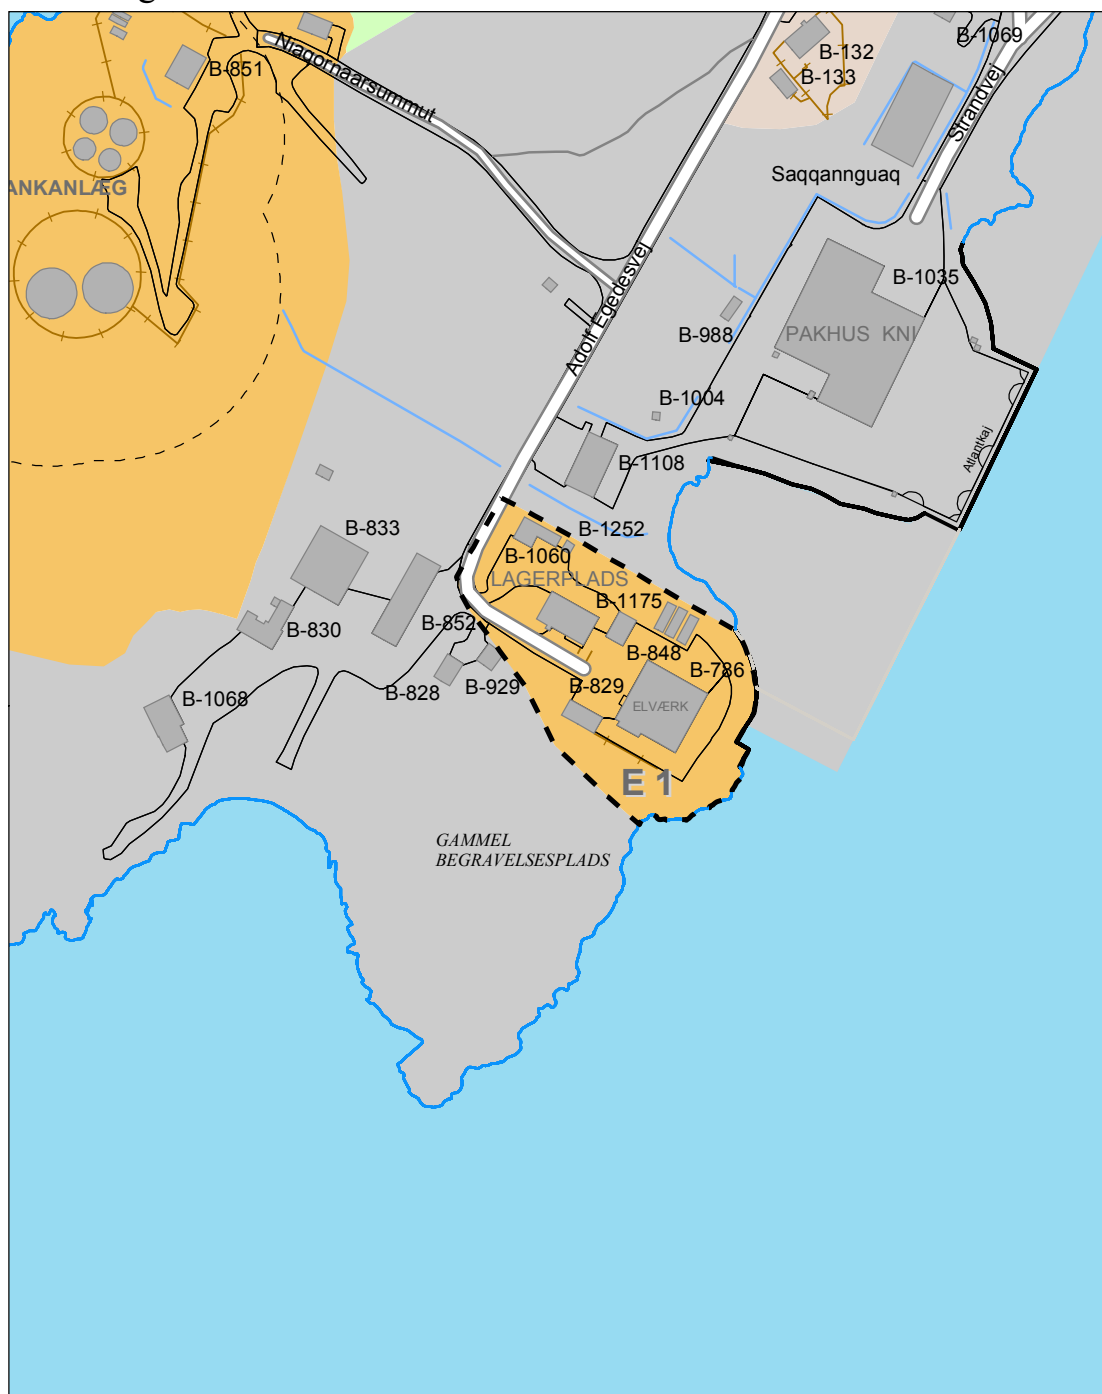 B-1069
Niaqornaarsummut
B-132
B-851
B-133
Strandvej
Saqqannguaq
ANKANLÆG
Adolf Egedesvej
B-1035
B-988
PAKHUS KNI
B-1004
Atlantkaj
B-1108
B-833
B-1252
B-1060
LAGERPLADS
B-1175
B-852
B-830
B-848
B-786
B-828
B-929
B-829
B-1068
ELVÆRK
E 1
GAMMEL
BEGRAVELSESPLADS